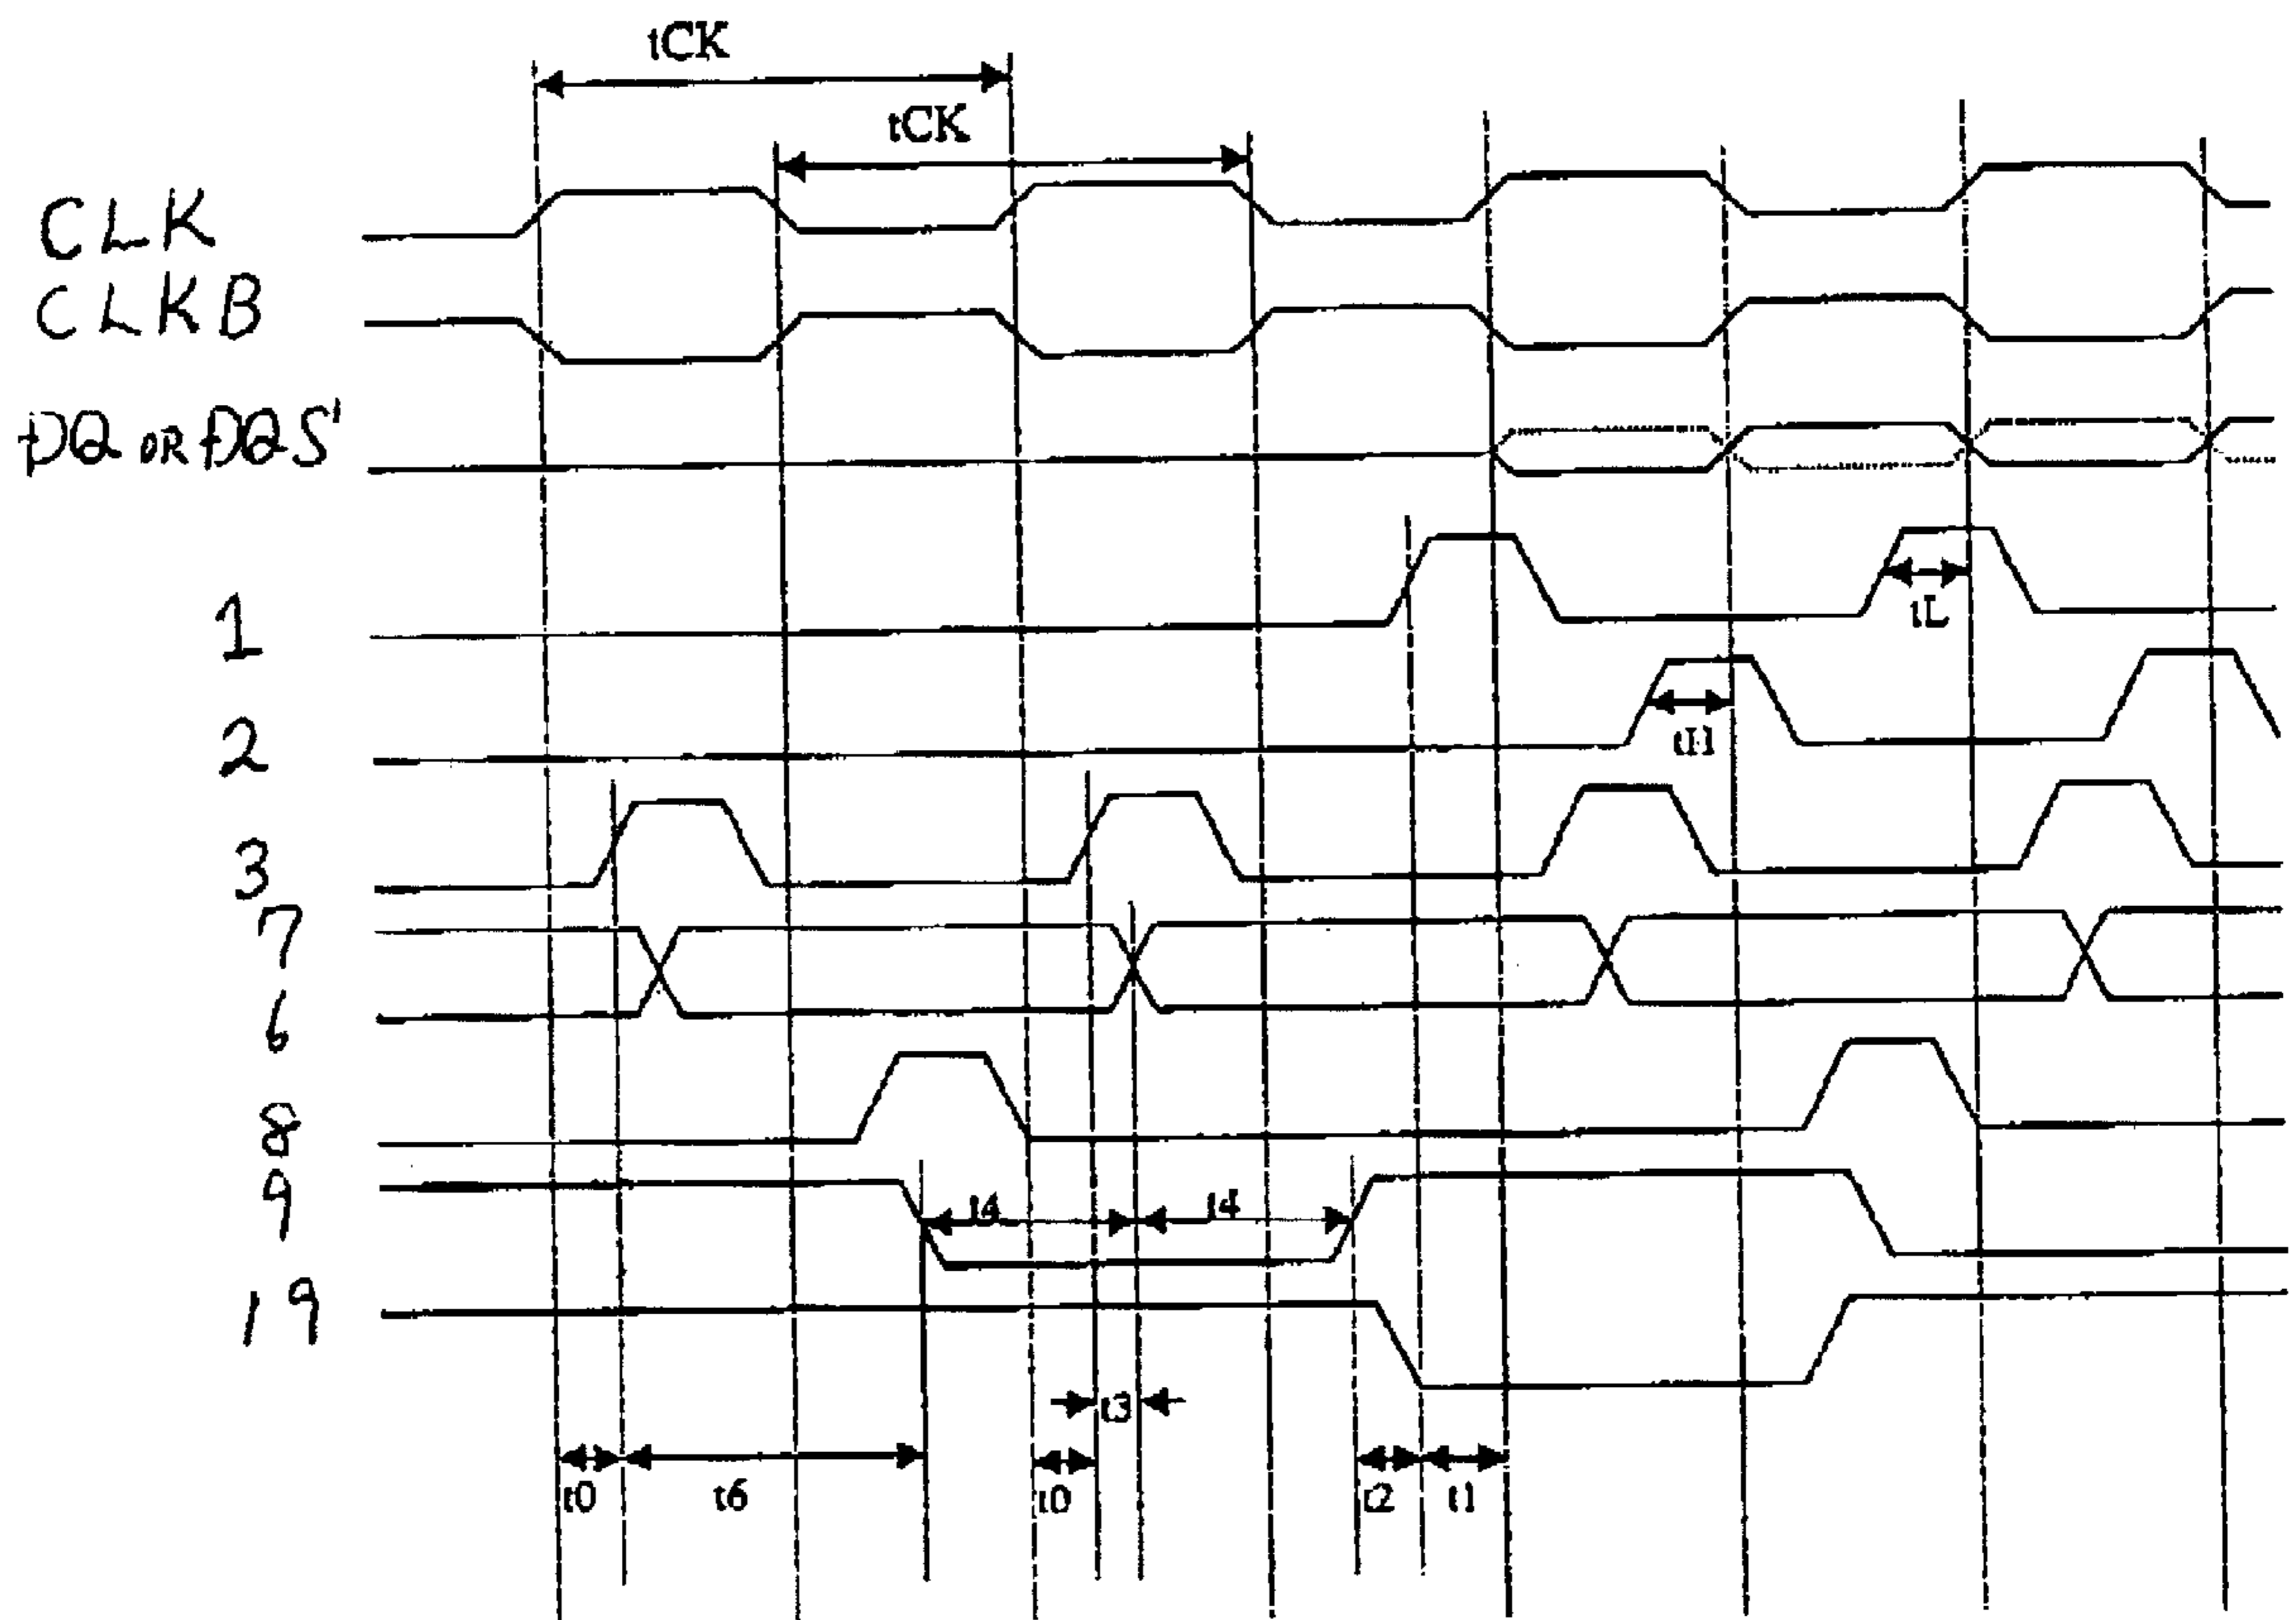 tCK
tCK
CLK
CLKB
DQ OR DQS'
1
tL
2
tH
3
7
6
8
9
t4 t4
19
t3
t0 t6 t0 t2 t1